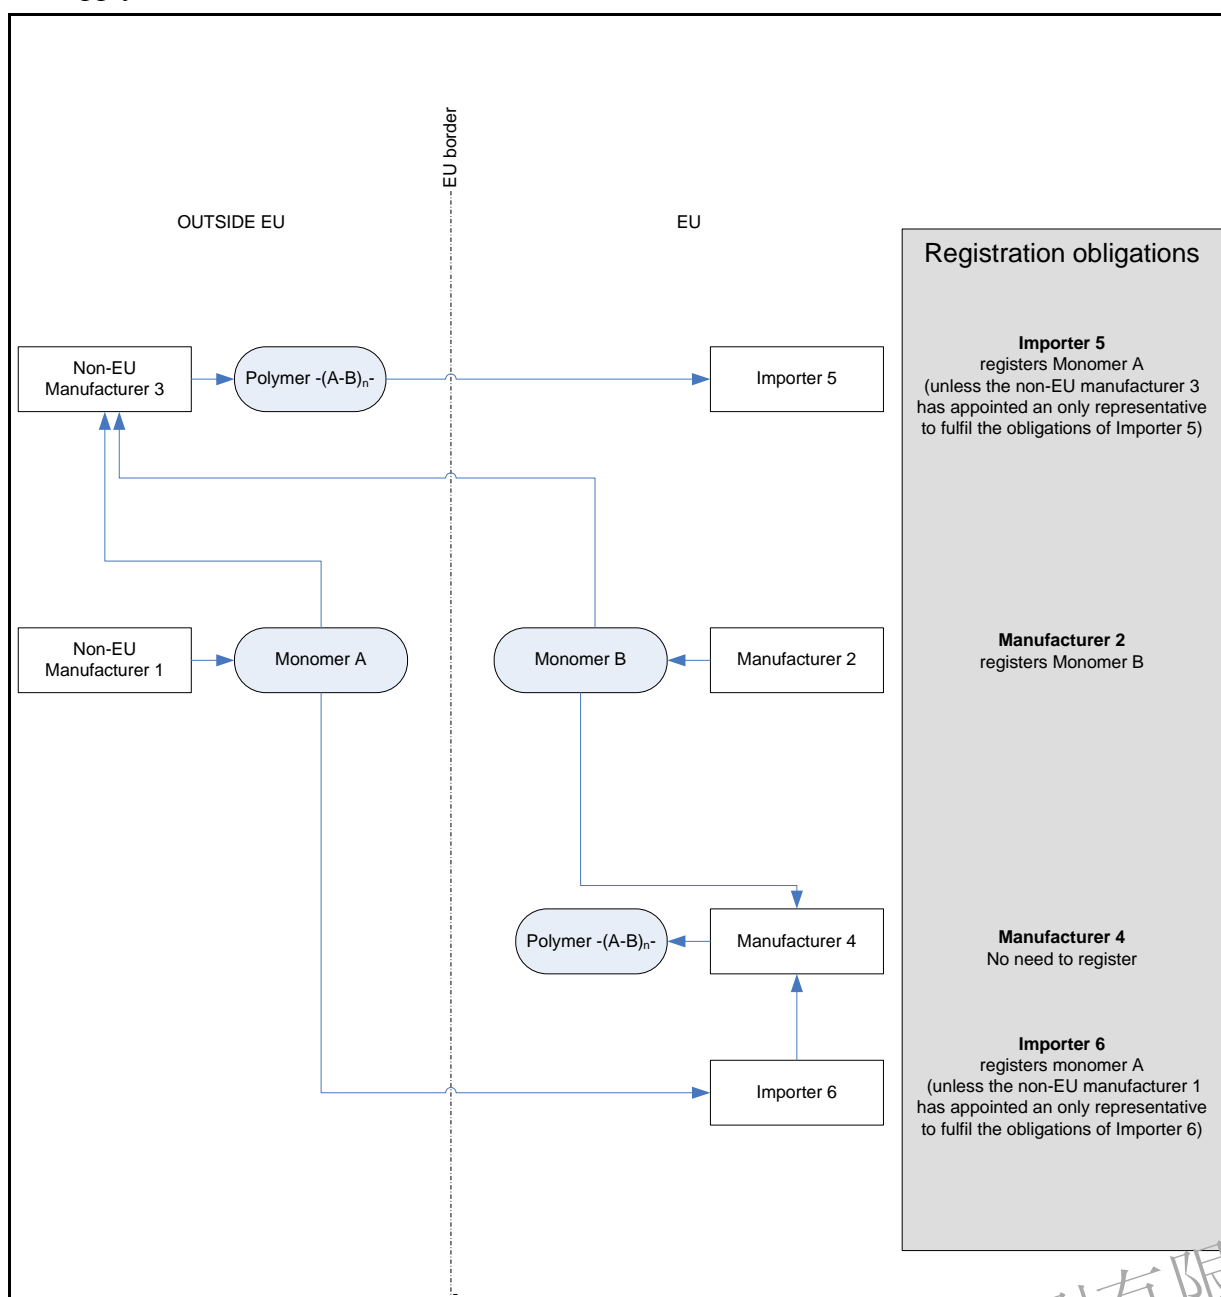 EU border
OUTSIDE EU
EU
Registration obligations
Non-EU
Manufacturer 3
Polymer -(A-B)n-
Importer 5
Importer 5
registers Monomer A
(unless the non-EU manufacturer 3
has appointed an only representative
to fulfil the obligations of Importer 5)
Non-EU
Manufacturer 1
Monomer A
Monomer B
Manufacturer 2
Manufacturer 2
registers Monomer B
Polymer -(A-B)n-
Manufacturer 4
Manufacturer 4
No need to register
Importer 6
Importer 6
registers monomer A
(unless the non-EU manufacturer 1
has appointed an only representative
to fulfil the obligations of Importer 6)
有限